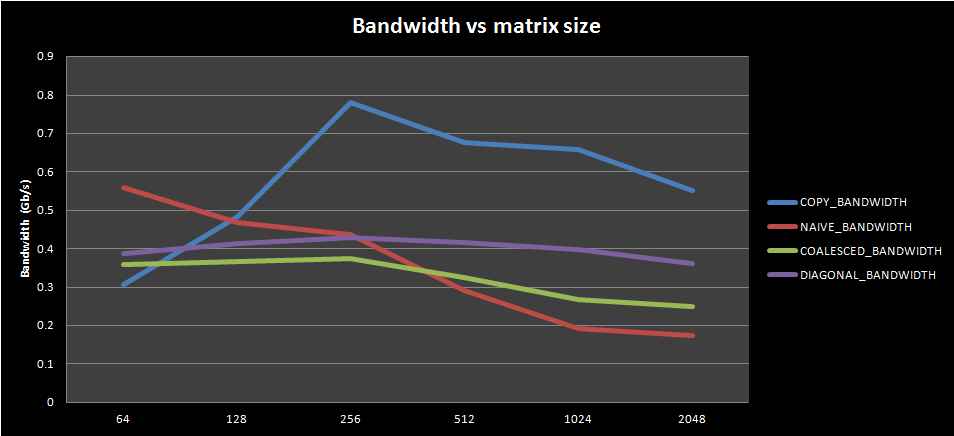 Bandwidth vs matrix size
Bandwidth (Gb/s)
0.9
0.8
0.7
0.6
0.5
0.4
0.3
0.2
0.1
0
64 128 256 512 1024 2048
COPY_BANDWIDTH
NAIVE_BANDWIDTH
COALESCED_BANDWIDTH
DIAGONAL_BANDWIDTH